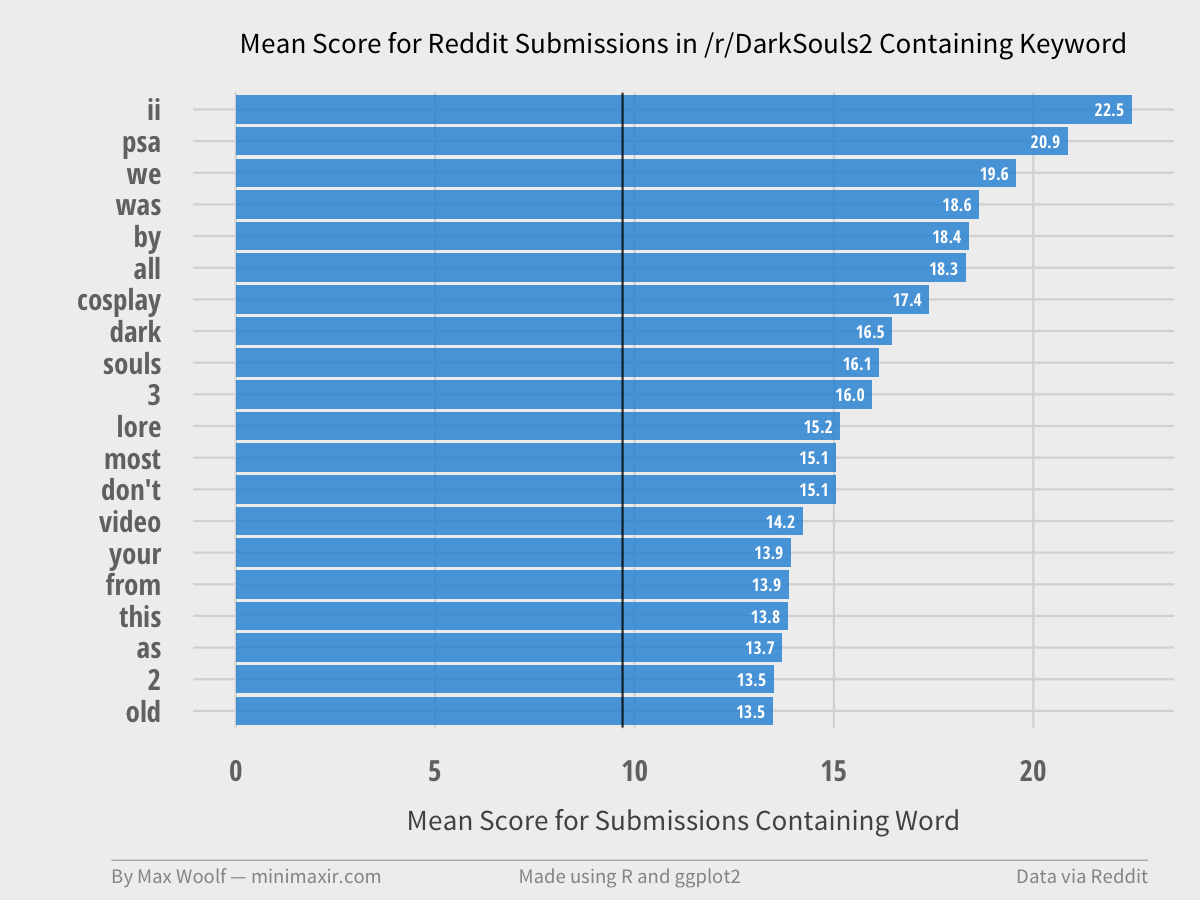 Mean Score for Reddit Submissions in /r/DarkSouls2 Containing Keyword
ii 22.5
psa 20.9
we 19.6
was 18.6
by 18.4
all 18.3
cosplay 17.4
dark 16.5
souls 16.1
3 16.0
lore 15.2
most 15.1
don't 15.1
video 14.2
your 13.9
from 13.9
this 13.8
as 13.7
2 13.5
old 13.5
0 5 10 15 20
Mean Score for Submissions Containing Word
By Max Woolf — minimaxir.com Made using R and ggplot2 Data via Reddit